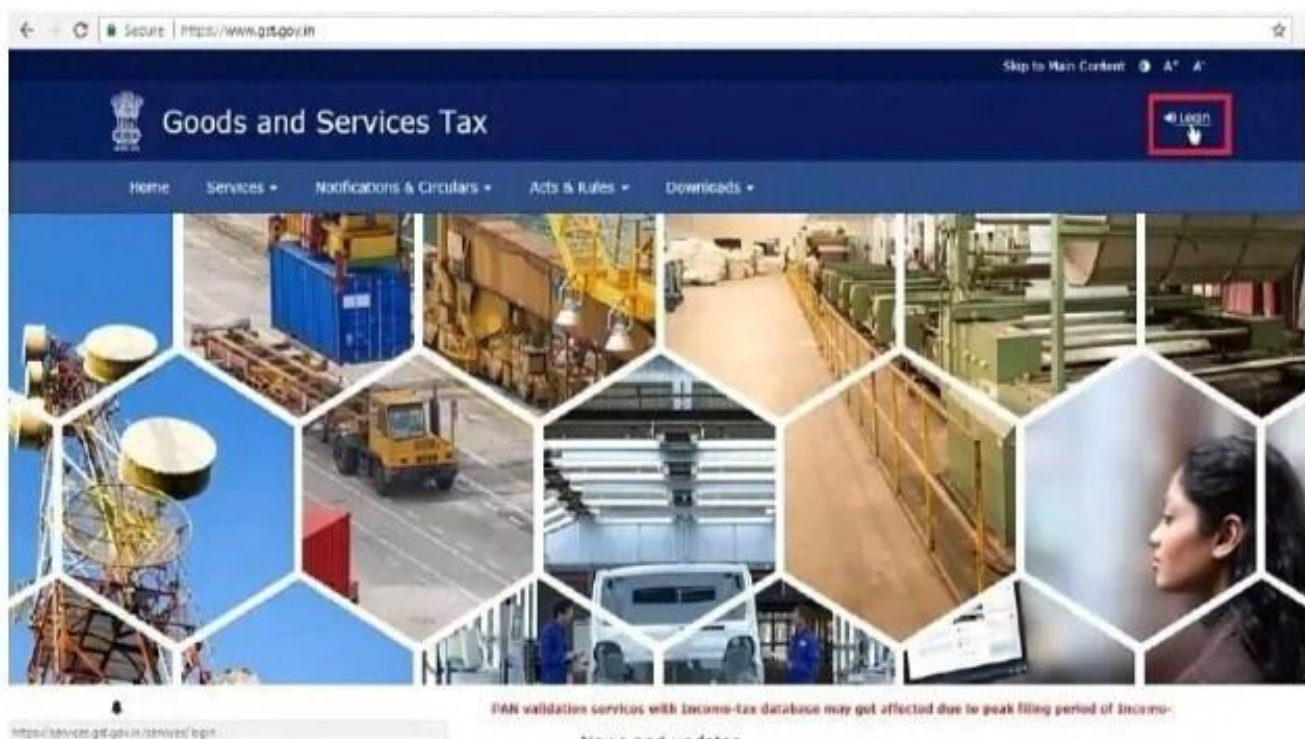 Secure | https://www.gst.gov.in
Skip to Main Content A+ A-
Goods and Services Tax
Login
Home Services Notifications & Circulars Acts & Rules Downloads
PAN validation services with Income-tax database may get affected due to peak filing period of Income-
https://services.gst.gov.in/services/login
News and updates